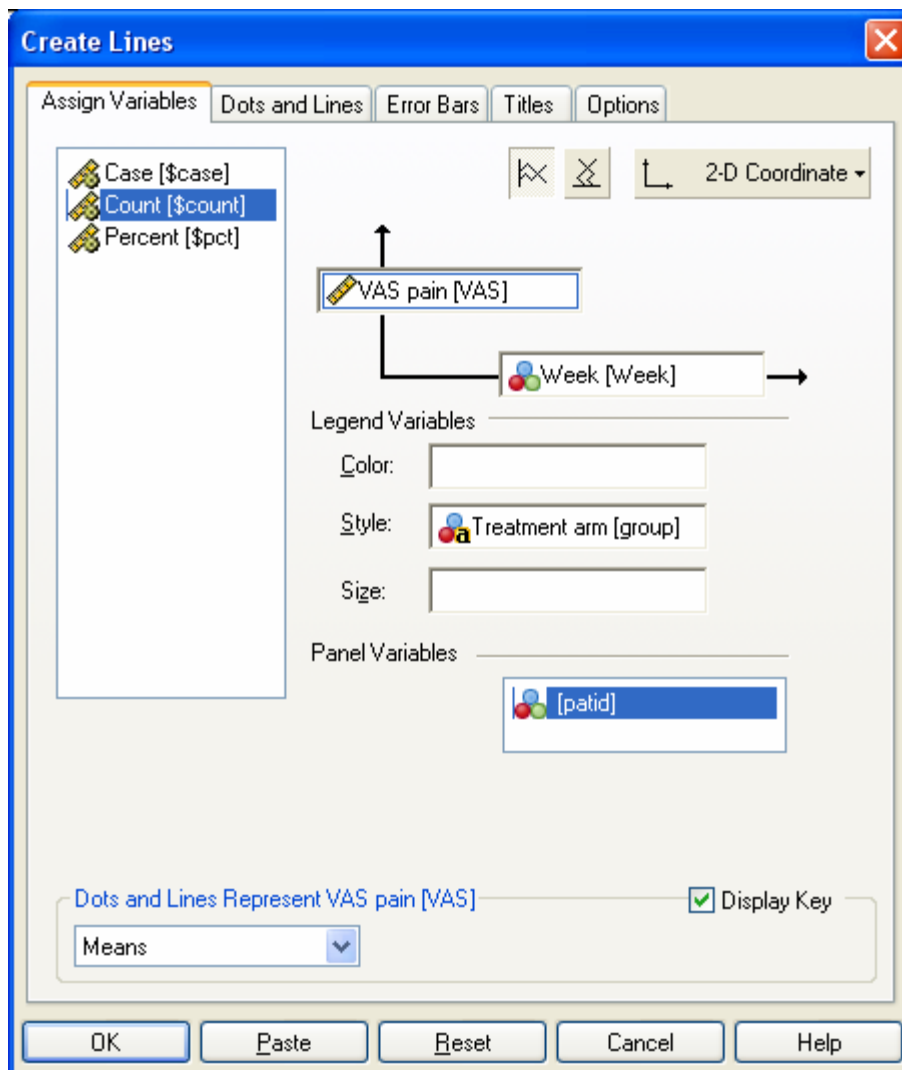 Create Lines
Assign Variables Dots and Lines Error Bars Titles Options
Case [$case]
Count [$count]
Percent [$pct]
2-D Coordinate
VAS pain [VAS]
Week [Week]
Legend Variables
Color:
Style:
a Treatment arm [group]
Size:
Panel Variables
[patid]
Dots and Lines Represent VAS pain [VAS]
Display Key
Means
OK Paste Reset Cancel Help